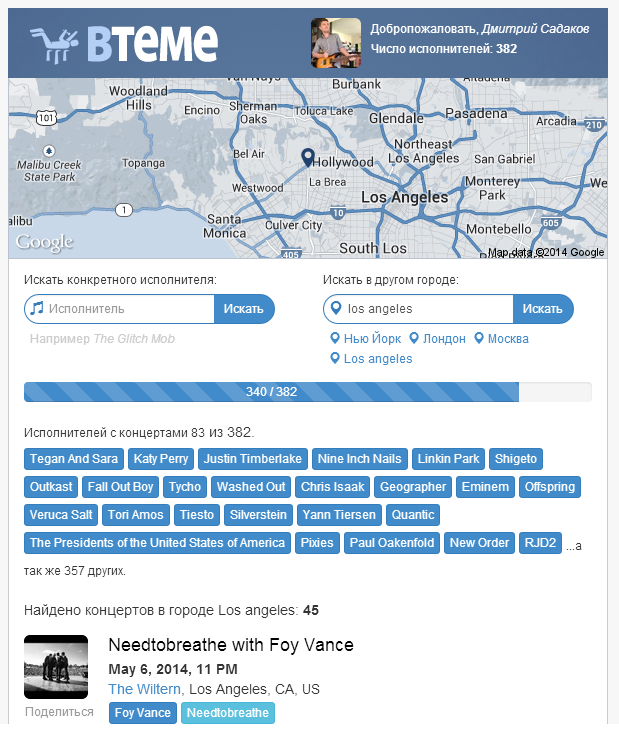 ВТЕМЕ
Добропожаловать, Дмитрий Садаков
Число исполнителей: 382
Van Nuys
Burbank
Altadena
Woodland
Hills
Encino
Sherman
Oaks
Toluca Lake
Glendale
Pasadena
101
Arcadia
210
Malibu Creek
State Park
Topanga
Bel Air
Hollywood
Northeast
Los Angeles
San Gabriel
Westwood
La Brea
Los Angeles
Monterey
Park
We
alibu
1
Santa
Monica
Culver City
10
Montebello
605
Google
405
South Los
Map data ©2014 Google
Искать конкретного исполнителя:
Искать в другом городе:
Исполнитель
Искать
los angeles
Искать
Например The Glitch Mob
Нью Йорк Лондон Москва
Los angeles
340 / 382
Исполнителей с концертами 83 из 382.
Tegan And Sara Katy Perry Justin Timberlake Nine Inch Nails Linkin Park Shigeto
Outkast Fall Out Boy Tycho Washed Out Chris Isaak Geographer Eminem Offspring
Veruca Salt Tori Amos Tiesto Silverstein Yann Tiersen Quantic
The Presidents of the United States of America Pixies Paul Oakenfold New Order RJD2 ...а
так же 357 других.
Найдено концертов в городе Los angeles: 45
Needtobreathe with Foy Vance
May 6, 2014, 11 PM
The Wiltern, Los Angeles, CA, US
Поделиться
Foy Vance Needtobreathe